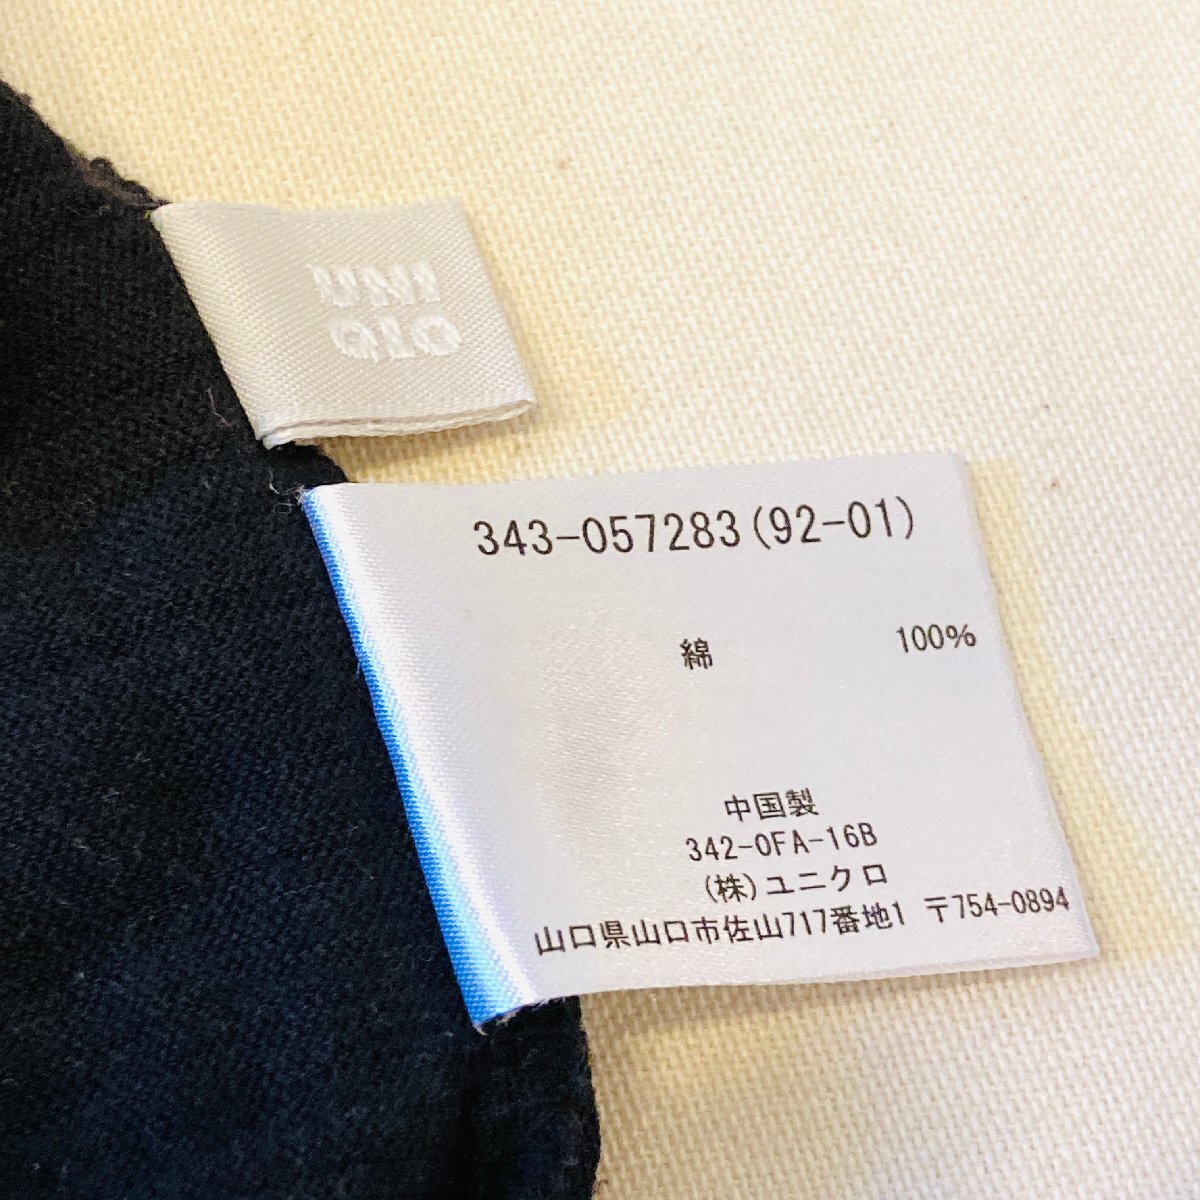 UNI
QLO
343-057283(92-01)
綿 100%
中国製
342-0FA-16B
(株)ユニクロ
山口県山口市佐山717番地1 〒754-0894